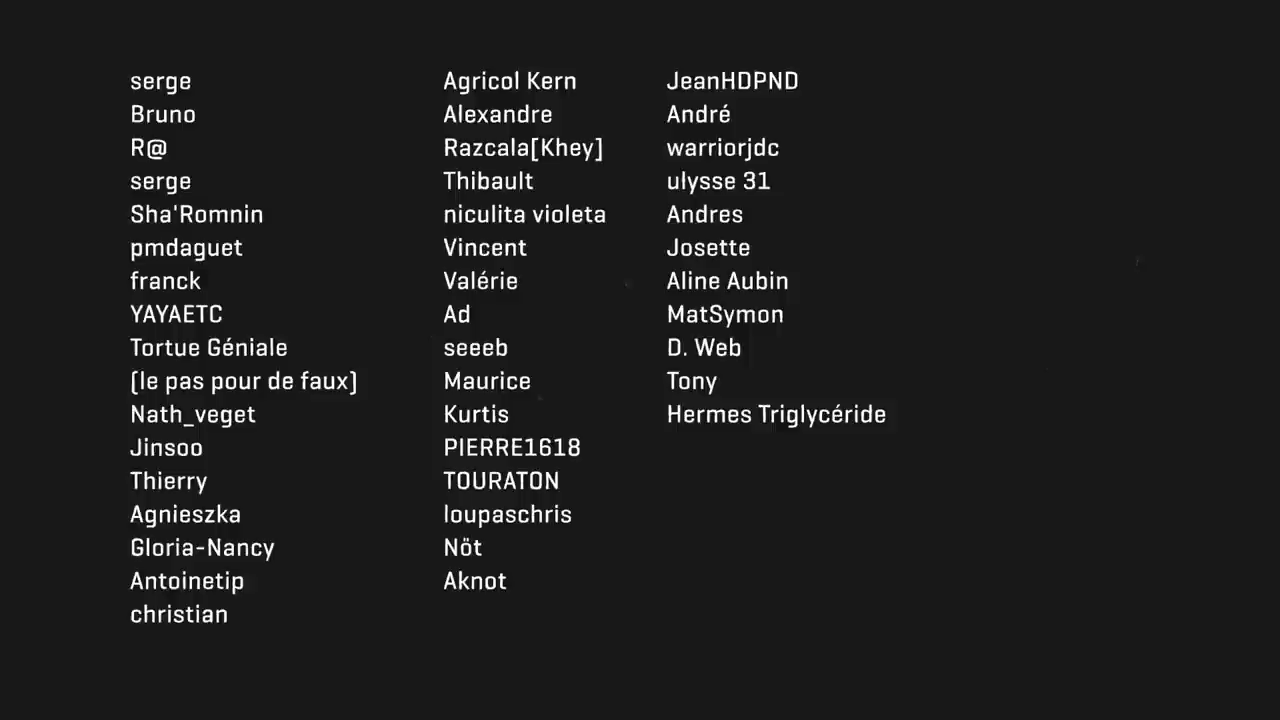 serge
Bruno
R@
serge
Sha'Romnin
pmdaguet
franck
YAYAETC
Tortue Géniale
(le pas pour de faux)
Nath_veget
Jinsoo
Thierry
Agnieszka
Gloria-Nancy
Antoinetip
christian
Agricol Kern
Alexandre
Razcala[Khey]
Thibault
niculita violeta
Vincent
Valérie
Ad
seeeb
Maurice
Kurtis
PIERRE1618
TOURATON
loupaschris
Nöt
Aknot
JeanHDPND
André
warriorjdc
ulysse 31
Andres
Josette
Aline Aubin
MatSymon
D. Web
Tony
Hermes Triglycéride